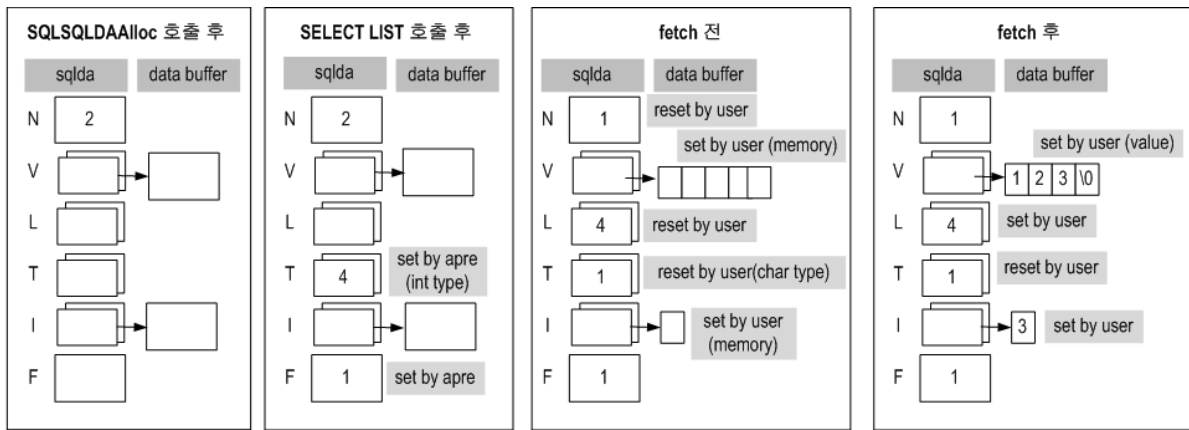 SQLSQLDAAlloc 호출 후
sqlda
data buffer
N
2
V
L
T
I
F
SELECT LIST 호출 후
sqlda
data buffer
N
2
V
L
T
4
set by apre
(int type)
I
F
1
set by apre
fetch 전
sqlda
data buffer
N
1
reset by user
set by user (memory)
V
L
4
reset by user
T
1
reset by user(char type)
I
set by user
(memory)
F
1
fetch 후
sqlda
data buffer
N
1
set by user (value)
V
1 2 3 \0
L
4
set by user
T
1
reset by user
I
3
set by user
F
1